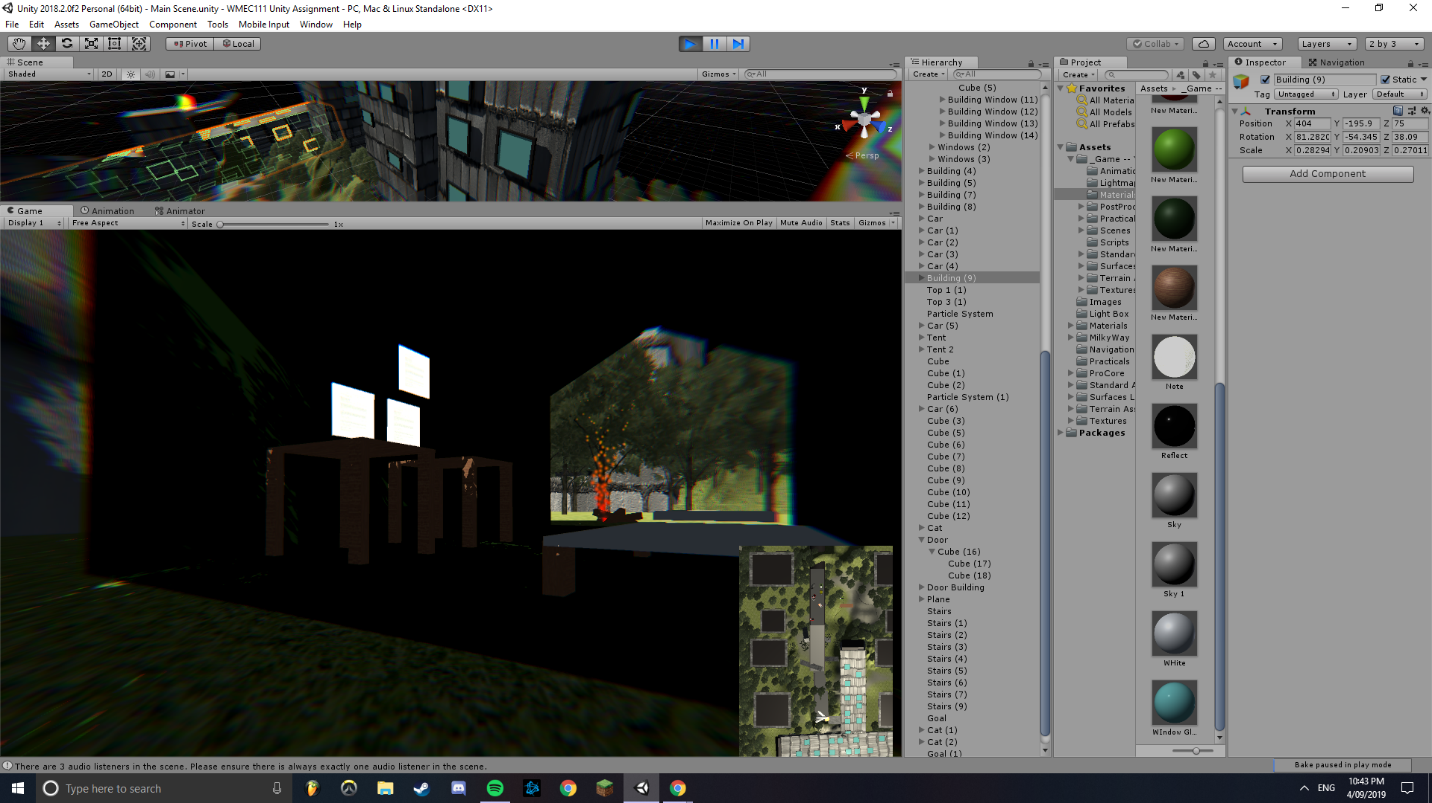 Unity 2018.2.0f2 Personal (64bit) - Main Scene.unity - WMEC111 Unity Assignment - PC, Mac & Linux Standalone <DX11>
File Edit Assets GameObject Component Tools Mobile Input Window Help
Pivot Local Collab Account Layers 2 by 3
Scene
Shaded 2D Gizmos All
y
x
z
Persp
Game Animation Animator
Display 1 Free Aspect Scale 1x Maximize On Play Mute Audio Stats Gizmos
Hierarchy
Create All
Cube (5)
Building Window (11)
Building Window (12)
Building Window (13)
Building Window (14)
Windows (2)
Windows (3)
Building (4)
Building (5)
Building (7)
Building (8)
Car
Car (1)
Car (2)
Car (3)
Car (4)
Building (9)
Top 1 (1)
Top 3 (1)
Particle System
Car (5)
Tent
Tent 2
Cube
Cube (1)
Cube (2)
Particle System (1)
Car (6)
Cube (3)
Cube (5)
Cube (6)
Cube (7)
Cube (8)
Cube (9)
Cube (10)
Cube (11)
Cube (12)
Cat
Door
Cube (16)
Cube (17)
Cube (18)
Door Building
Plane
Stairs
Stairs (1)
Stairs (2)
Stairs (3)
Stairs (4)
Stairs (5)
Stairs (6)
Stairs (7)
Stairs (9)
Goal
Cat (1)
Cat (2)
Goal (1)
Project
Create
Favorites
All Materia
All Models
All Prefabs
Assets
_Game --
Animatic
Lightmap
Material
PostProc
Practical
Scenes
Scripts
Standar
Surfaces
Terrain
Textures
Images
Light Box
Materials
MilkyWay
Navigation
Practicals
ProCore
Standard A
Surfaces L
Terrain Ass
Textures
Packages
Assets _Game --
New Materi..
New Materi..
New Materi..
New Materi..
Note
Reflect
Sky
Sky 1
WHite
WIndow Gl..
Inspector Navigation
Building (9) Static
Tag Untagged Layer Default
Transform
Position X 404 Y -195.9 Z 75
Rotation X 81.2820 Y -54.345 Z 38.09
Scale X 0.28294 Y 0.20903 Z 0.27011
Add Component
There are 3 audio listeners in the scene. Please ensure there is always exactly one audio listener in the scene.
Bake paused in play mode
Type here to search
ENG
10:43 PM
4/09/2019